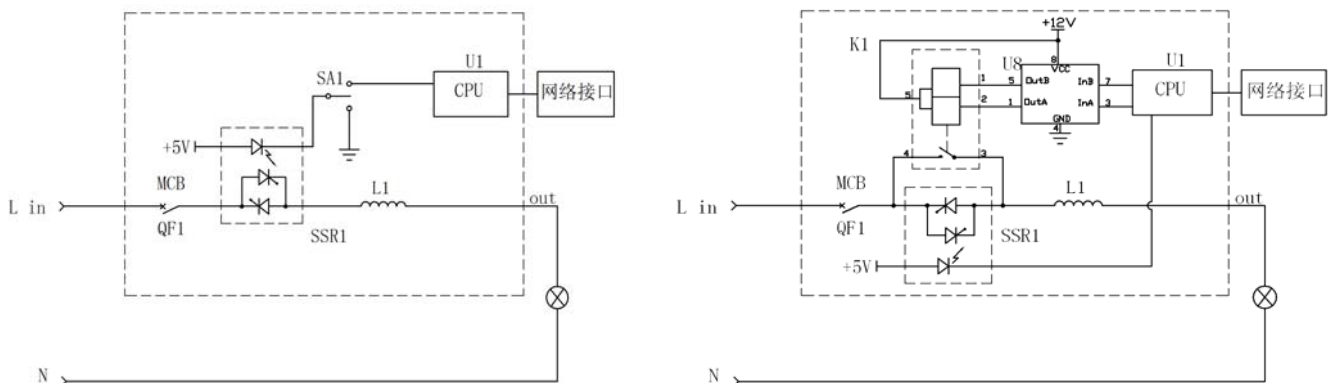 SA1
U1
CPU
网络接口
+5V
MCB
L1
L in
out
QF1
SSR1
N
+12V
K1
8
U8
VCC
U1
1
5
OutB
InB
7
CPU
网络接口
5
2
1
OutA
InA
3
GND
4
4
3
MCB
L1
L in
out
QF1
SSR1
+5V
N